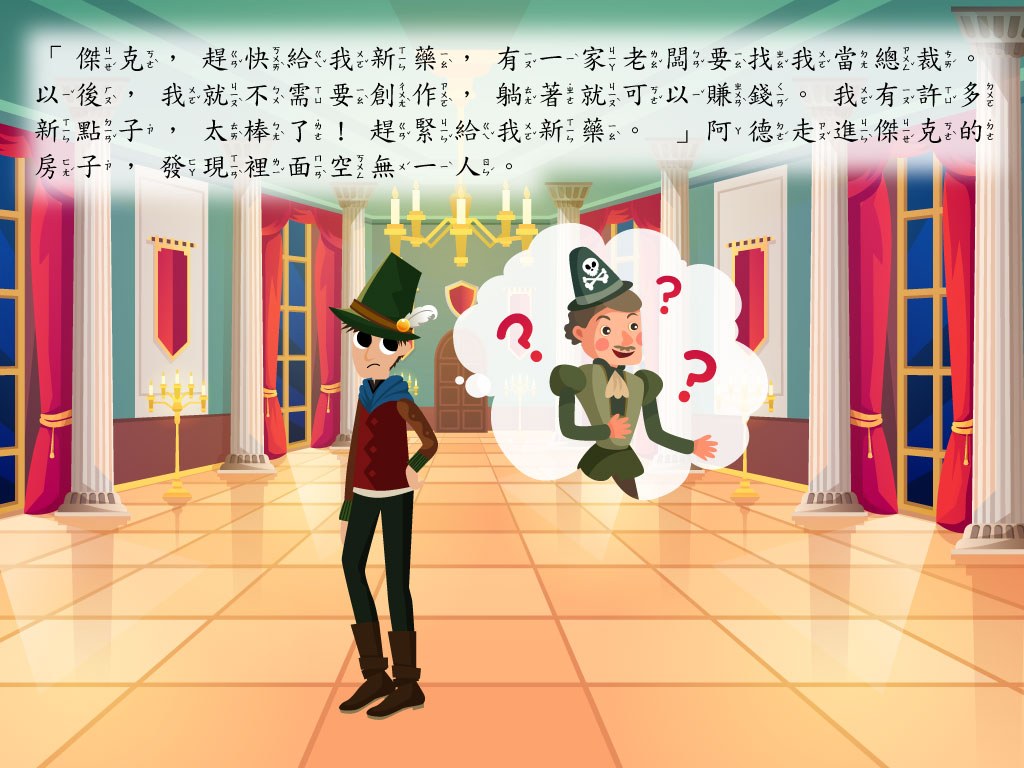 「傑克，趕快給我新藥，有一家老闆要找我當總裁。
以後，我就不需要創作，躺著就可以賺錢。我有許多
新點子，太棒了！趕緊給我新藥。」阿德走進傑克的
房子，發現裡面空無一人。